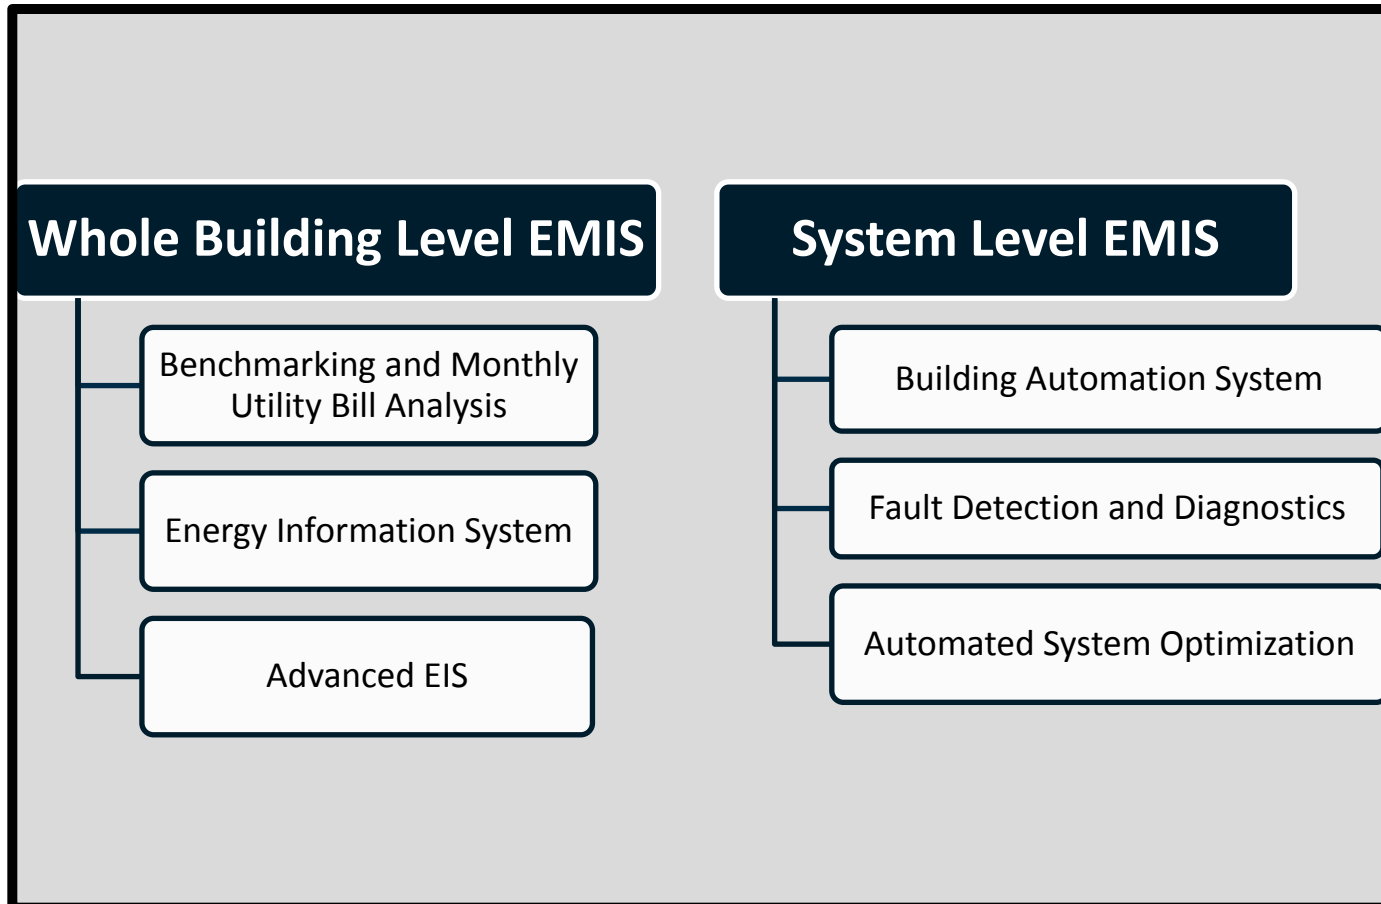 Whole Building Level EMIS
Benchmarking and Monthly
Utility Bill Analysis
Energy Information System
Advanced EIS
System Level EMIS
Building Automation System
Fault Detection and Diagnostics
Automated System Optimization